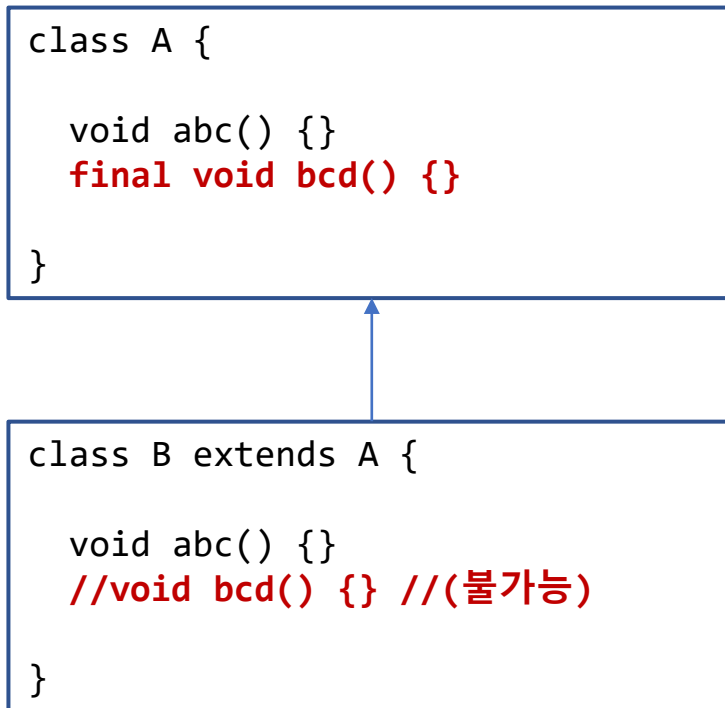 class A {
void abc() {}
final void bcd() {}
}
class B extends A {
void abc() {}
//void bcd() {} //(불가능)
}